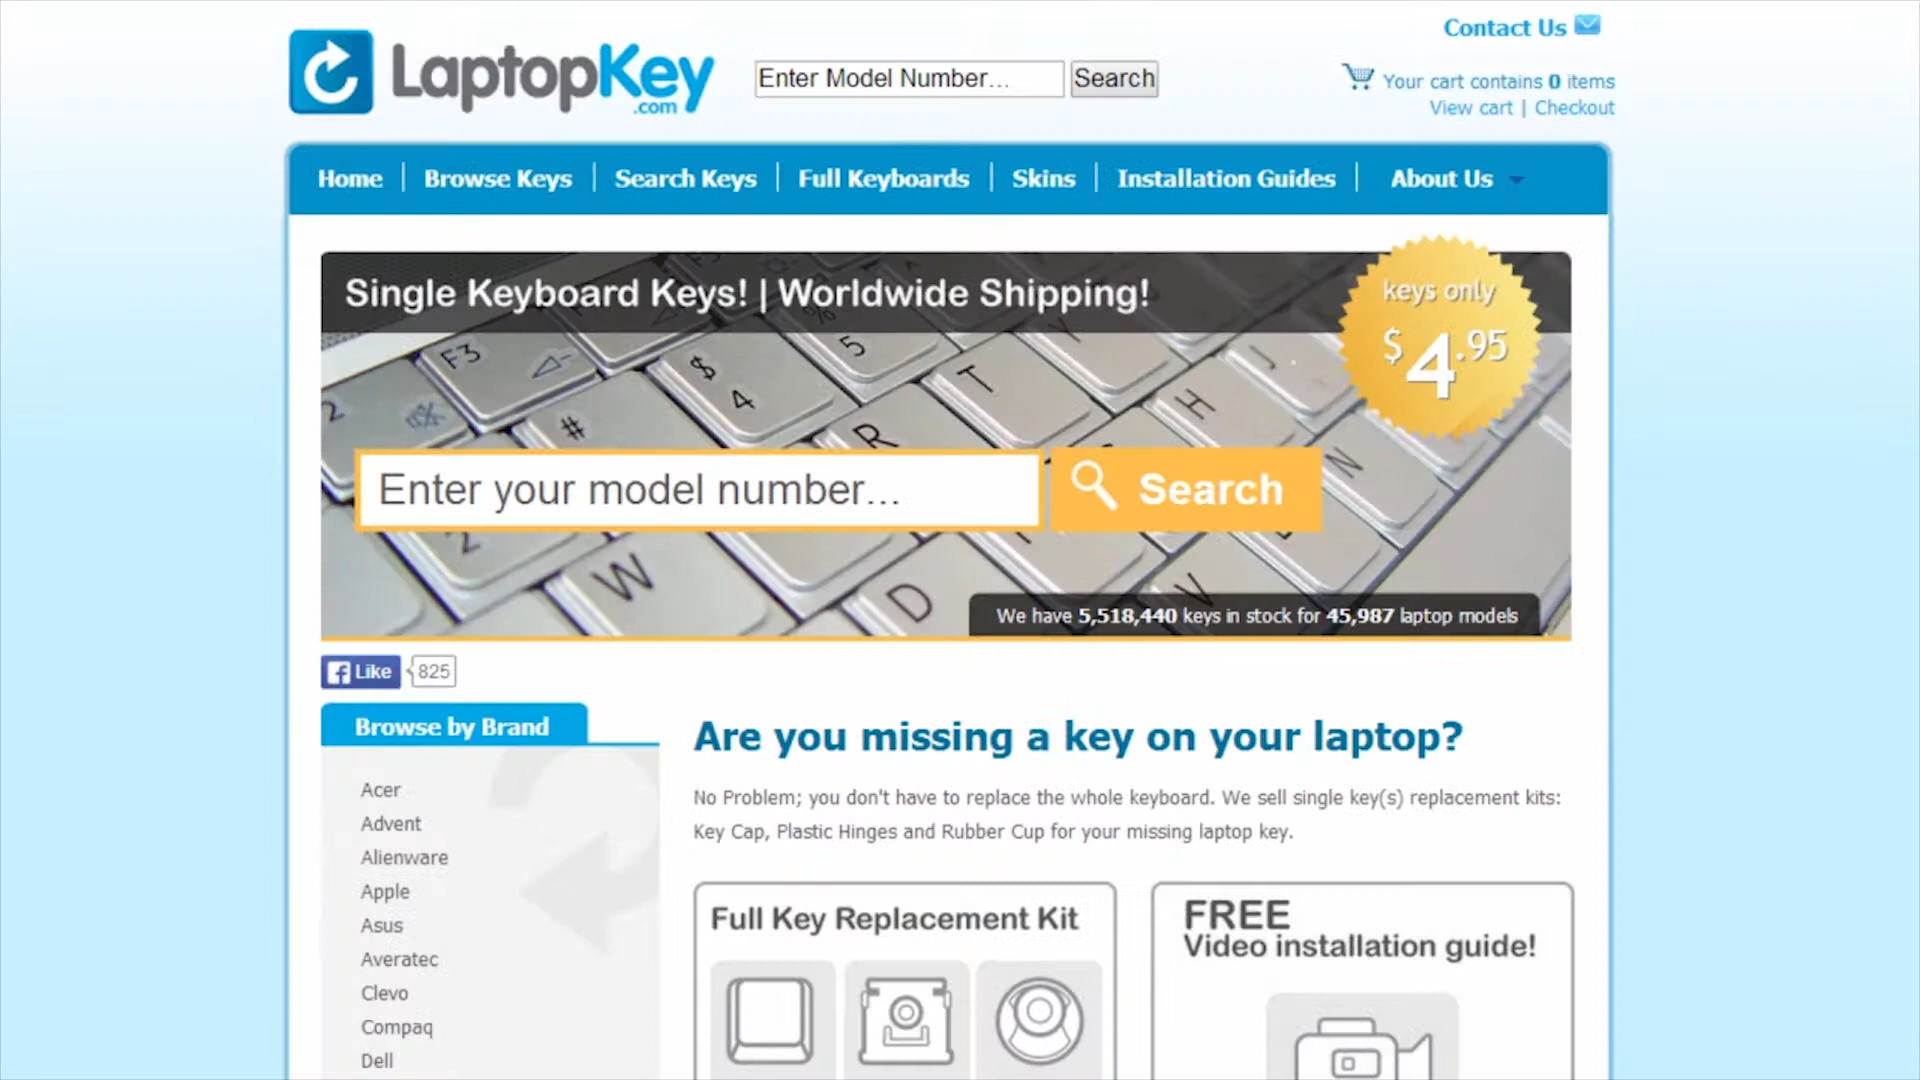 Contact Us
LaptopKey
.com
Enter Model Number...
Search
Your cart contains 0 items
View cart | Checkout
Home
Browse Keys
Search Keys
Full Keyboards
Skins
Installation Guides
About Us
Single Keyboard Keys! | Worldwide Shipping!
keys only
$4.95
F3
F5
%
5
$
4
T
Y
J
2
#
R
H
N
Enter your model number...
Search
2
W
D
V
We have 5,518,440 keys in stock for 45,987 laptop models
Like
825
Browse by Brand
Acer
Advent
Alienware
Apple
Asus
Averatec
Clevo
Compaq
Dell
Are you missing a key on your laptop?
No Problem; you don't have to replace the whole keyboard. We sell single key(s) replacement kits:
Key Cap, Plastic Hinges and Rubber Cup for your missing laptop key.
Full Key Replacement Kit
FREE
Video installation guide!